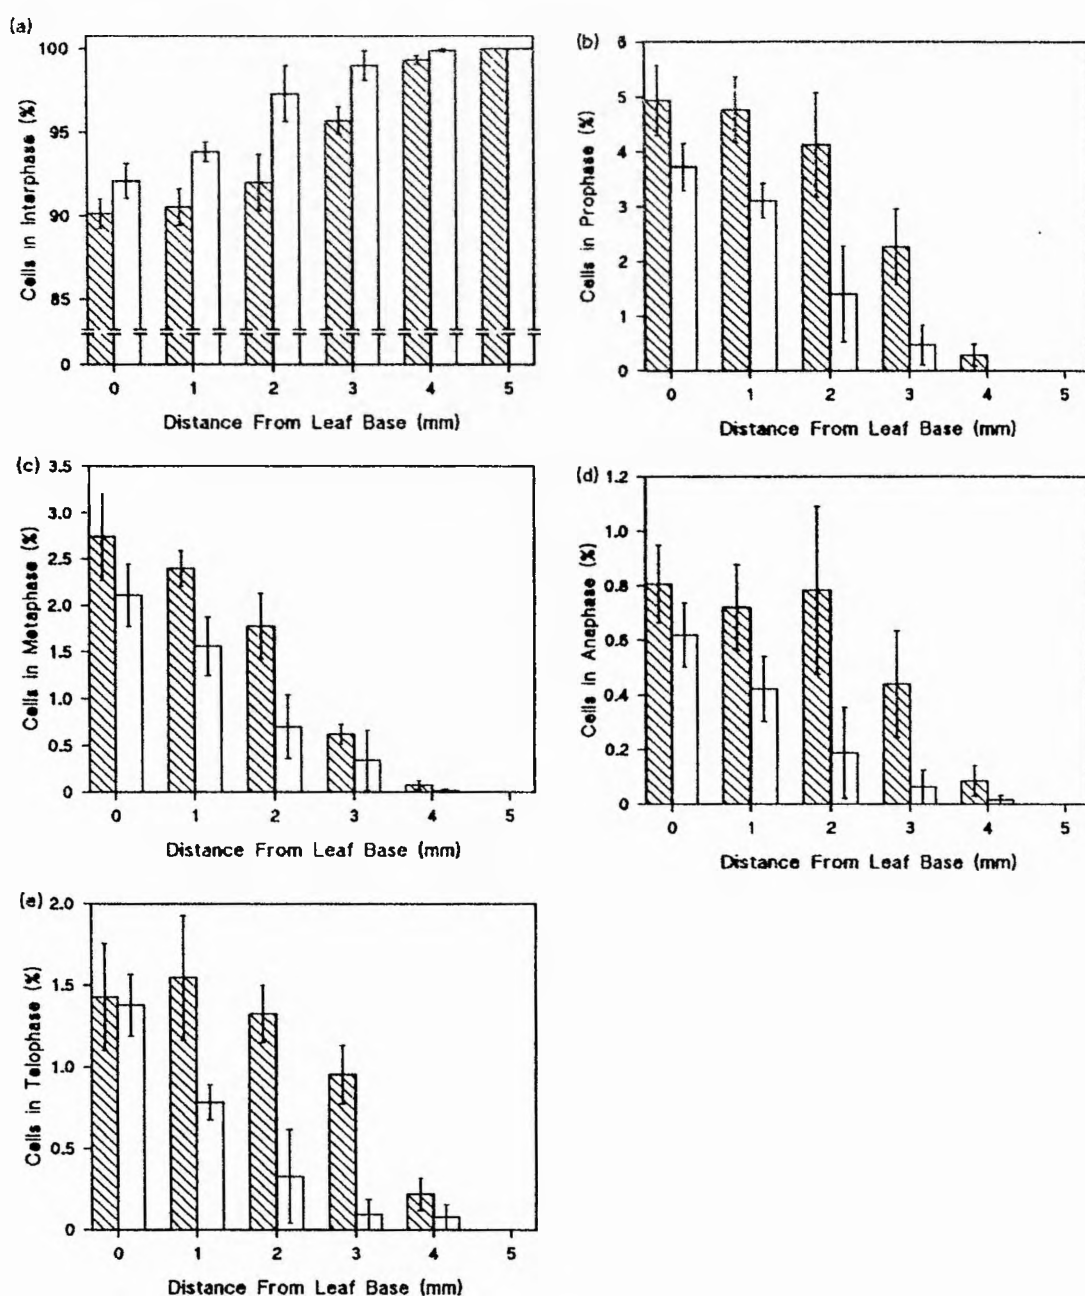 (a)
Cells in Interphase (%)
100
95
90
85
0
0 1 2 3 4 5
Distance From Leaf Base (mm)
(b)
Cells in Prophase (%)
6
5
4
3
2
1
0
0 1 2 3 4 5
Distance From Leaf Base (mm)
(c)
Cells in Metaphase (%)
3.5
3.0
2.5
2.0
1.5
1.0
0.5
0
0 1 2 3 4 5
Distance From Leaf Base (mm)
(d)
Cells in Anaphase (%)
1.2
1.0
0.8
0.6
0.4
0.2
0
0 1 2 3 4 5
Distance From Leaf Base (mm)
(e)
Cells in Telophase (%)
2.0
1.5
1.0
0.5
0
0 1 2 3 4 5
Distance From Leaf Base (mm)